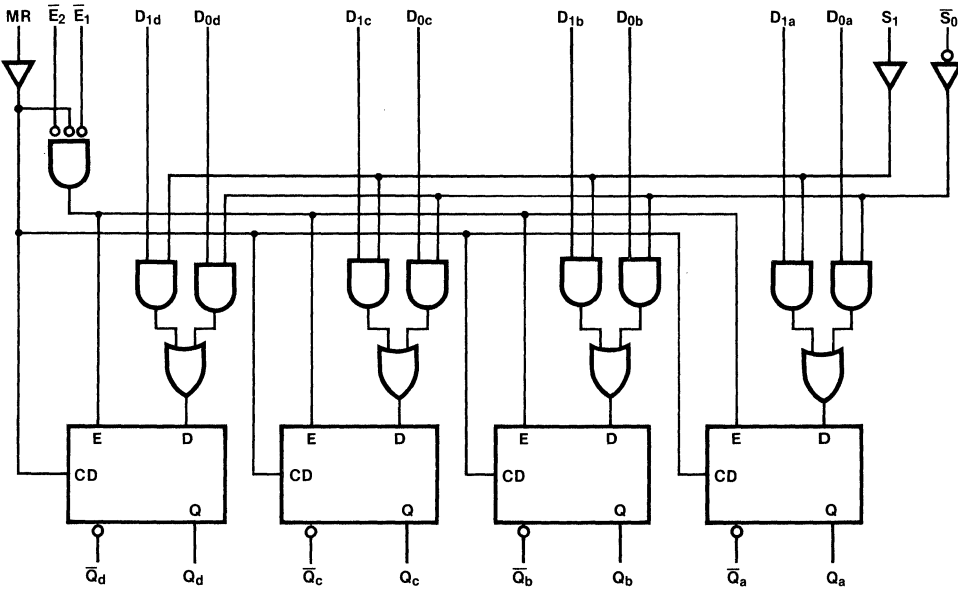 MR E̅₂ E̅₁ D₁d D₀d D₁c D₀c D₁b D₀b D₁a D₀a S₁ S̅₀
E D E D E D E D
CD CD CD CD
Q Q Q Q
Q̅d Qd Q̅c Qc Q̅b Qb Q̅a Qa